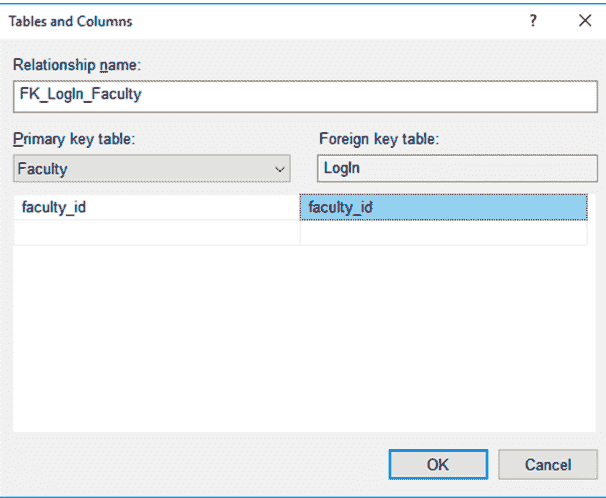 Tables and Columns ?
Relationship name:
FK_LogIn_Faculty
Primary key table: Foreign key table:
Faculty LogIn
faculty_id faculty_id
OK Cancel